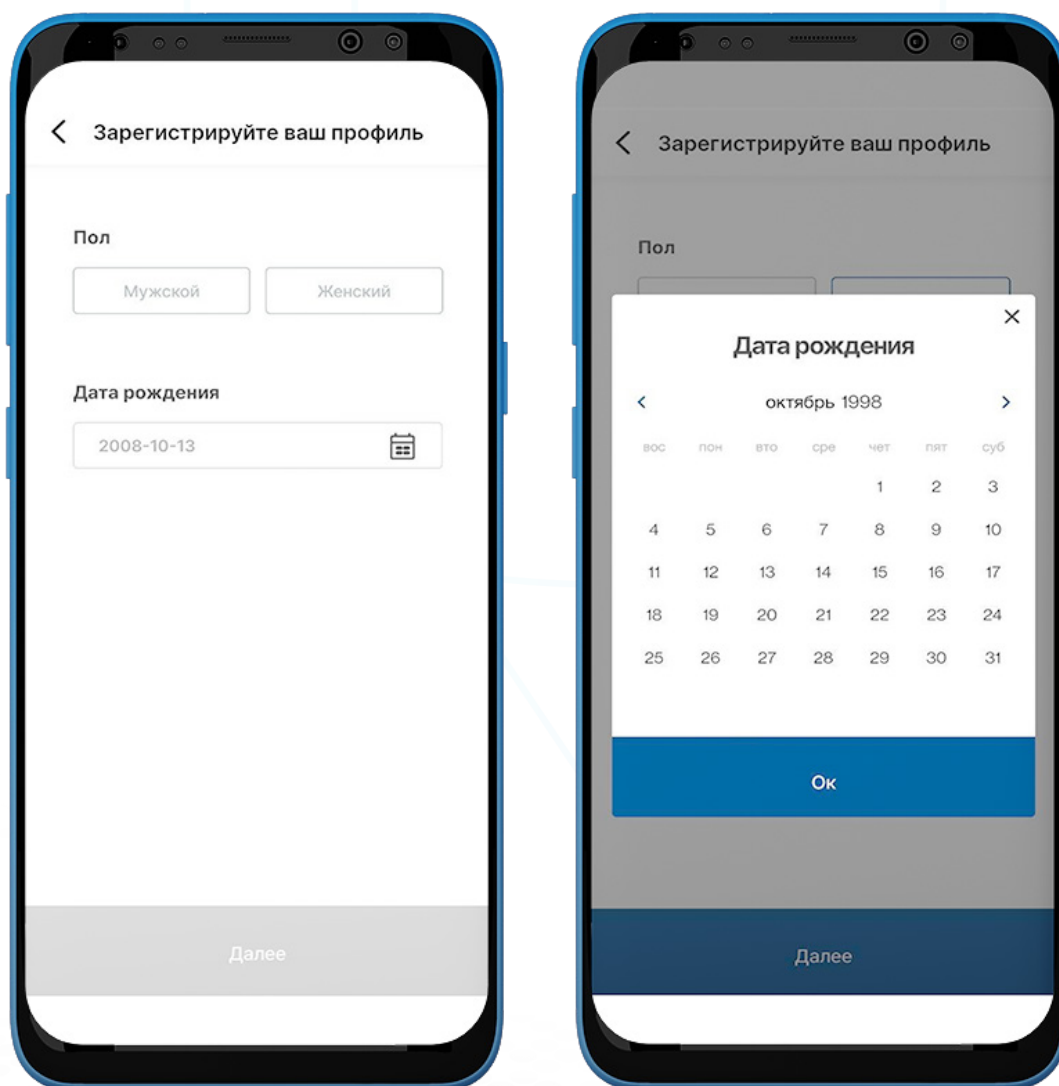 Зарегистрируйте ваш профиль
Пол
Мужской Женский
Дата рождения
2008-10-13
Далее
Зарегистрируйте ваш профиль
Пол
Дата рождения
октябрь 1998
вос пон вто сре чет пят суб
1 2 3
4 5 6 7 8 9 10
11 12 13 14 15 16 17
18 19 20 21 22 23 24
25 26 27 28 29 30 31
Ок
Далее